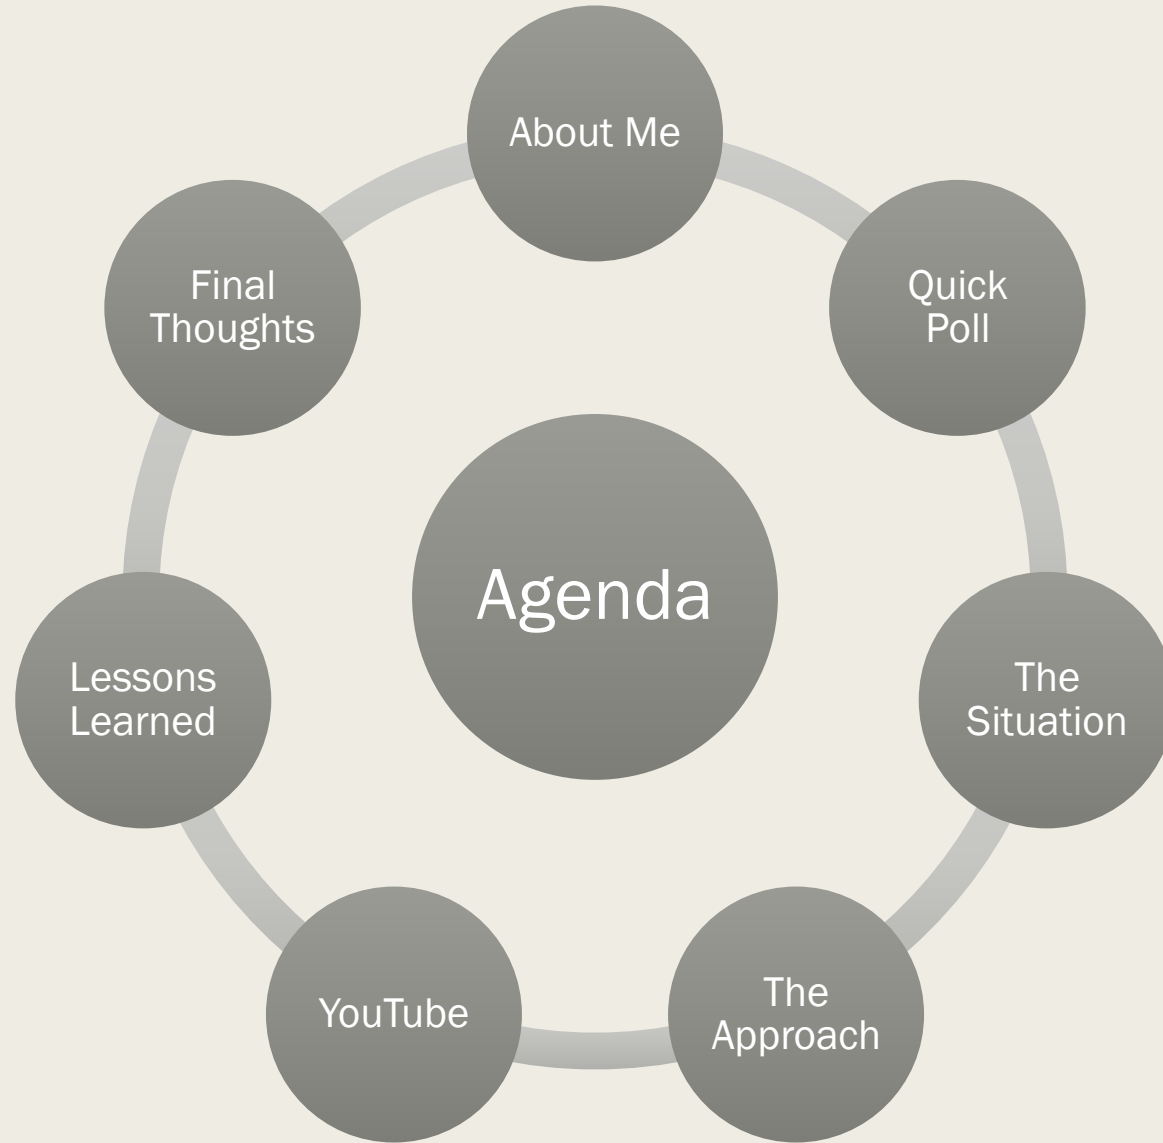 Agenda
About Me
Quick
Poll
The
Situation
The
Approach
YouTube
Lessons
Learned
Final
Thoughts